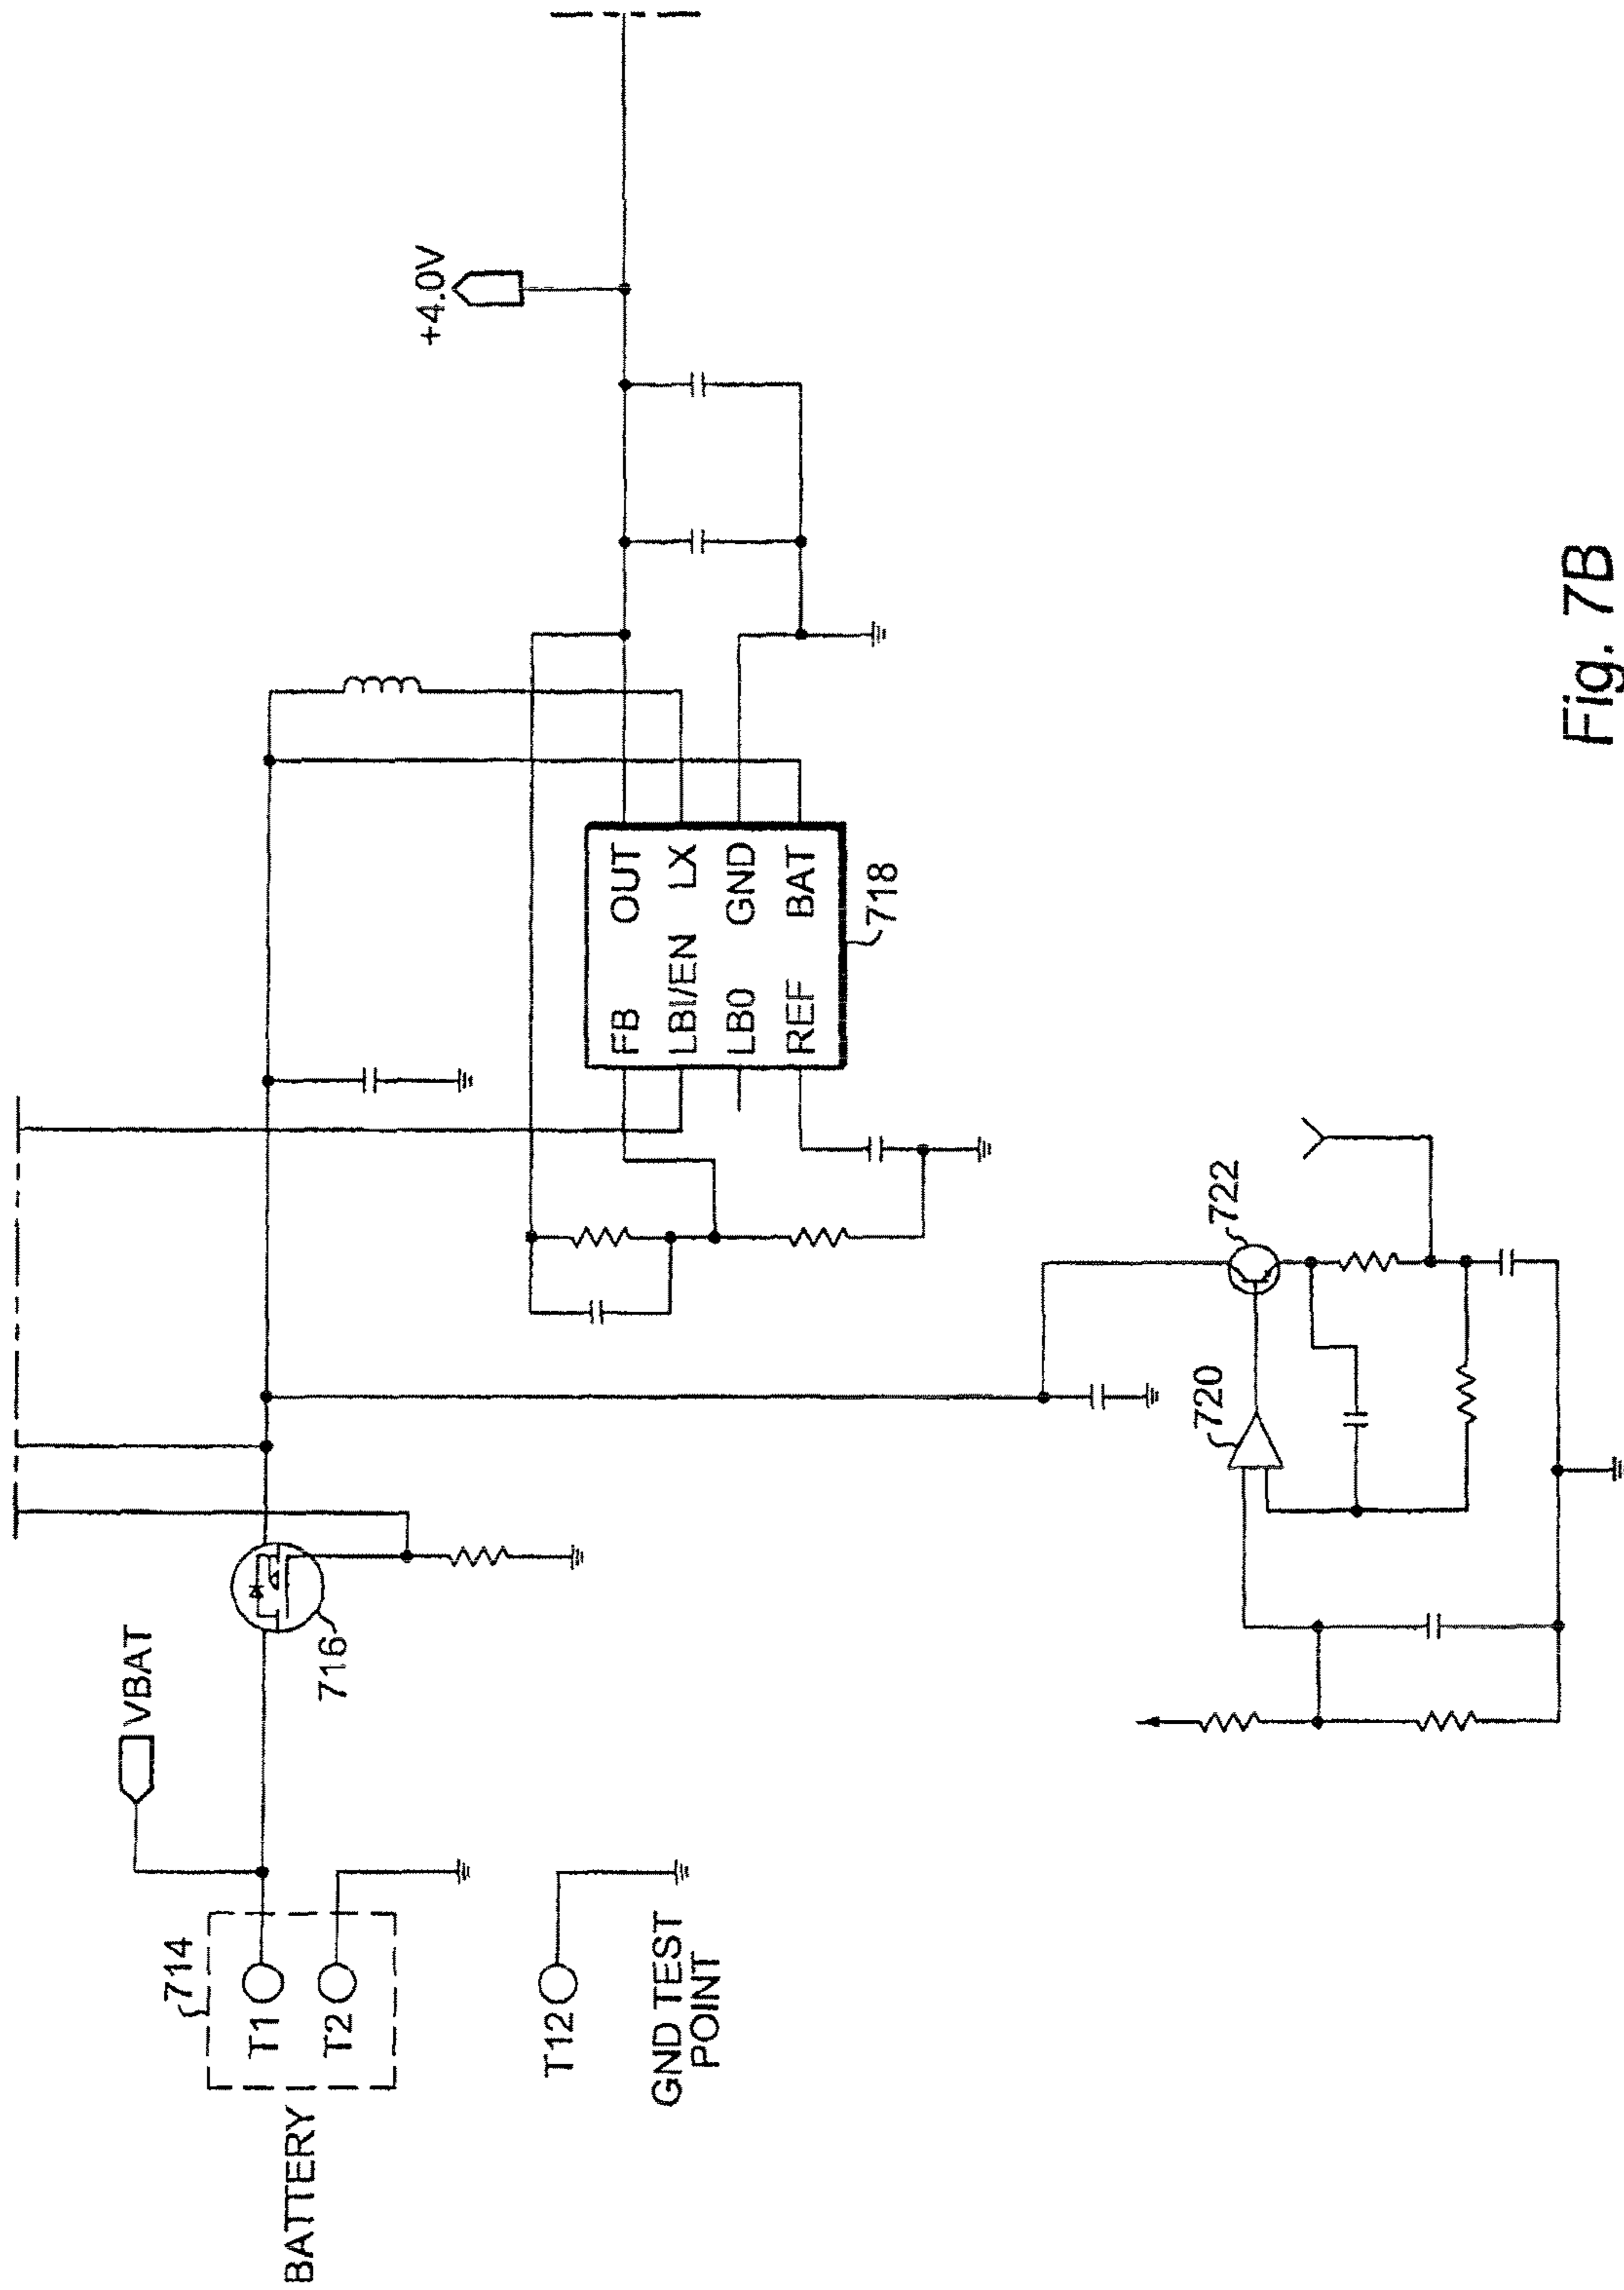 BATTERY
714
T1
T2
VBAT
716
T12
GND TEST
POINT
+4.0V
FB OUT
LBI/EN LX
LB0 GND
REF BAT
718
720
722
Fig. 7B